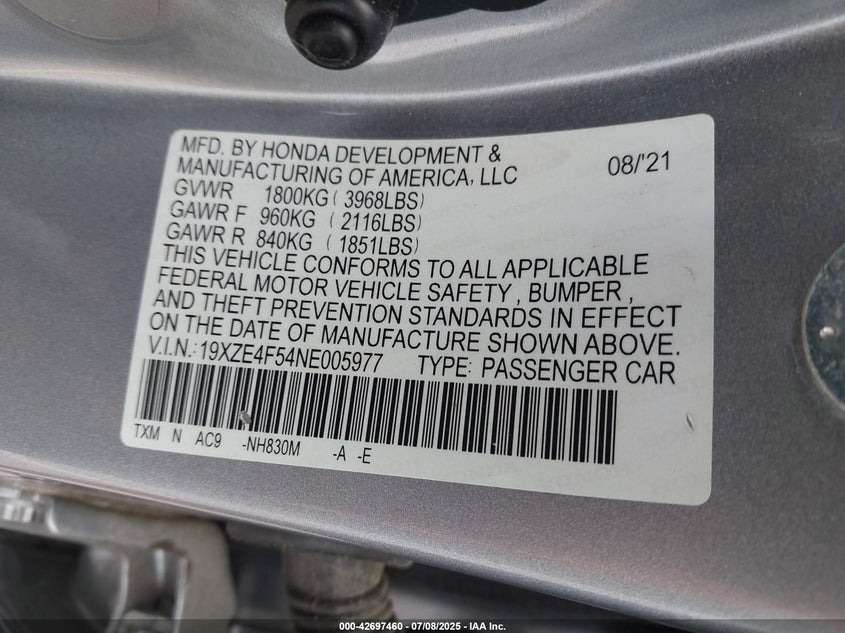 MFD. BY HONDA DEVELOPMENT &
MANUFACTURING OF AMERICA, LLC 08/'21
GVWR 1800KG ( 3968LBS)
GAWR F 960KG ( 2116LBS)
GAWR R 840KG ( 1851LBS)
THIS VEHICLE CONFORMS TO ALL APPLICABLE
FEDERAL MOTOR VEHICLE SAFETY , BUMPER ,
AND THEFT PREVENTION STANDARDS IN EFFECT
ON THE DATE OF MANUFACTURE SHOWN ABOVE.
V.I.N.: 19XZE4F54NE005977 TYPE: PASSENGER CAR
TXM N AC9 -NH830M -A -E
000-42697460 - 07/08/2025 - IAA Inc.